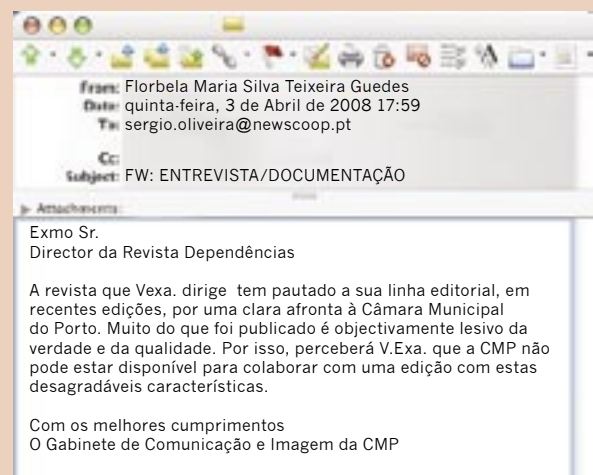 From: Florbela Maria Silva Teixeira Guedes
Date: quinta-feira, 3 de Abril de 2008 17:59
To: sergio.oliveira@newscoop.pt
Cc:
Subject: FW: ENTREVISTA/DOCUMENTAÇÃO
Attachments:
Exmo Sr.
Director da Revista Dependências
A revista que Vexa. dirige tem pautado a sua linha editorial, em
recentes edições, por uma clara afronta à Câmara Municipal
do Porto. Muito do que foi publicado é objectivamente lesivo da
verdade e da qualidade. Por isso, perceberá V.Exa. que a CMP não
pode estar disponível para colaborar com uma edição com estas
desagradáveis características.
Com os melhores cumprimentos
O Gabinete de Comunicação e Imagem da CMP